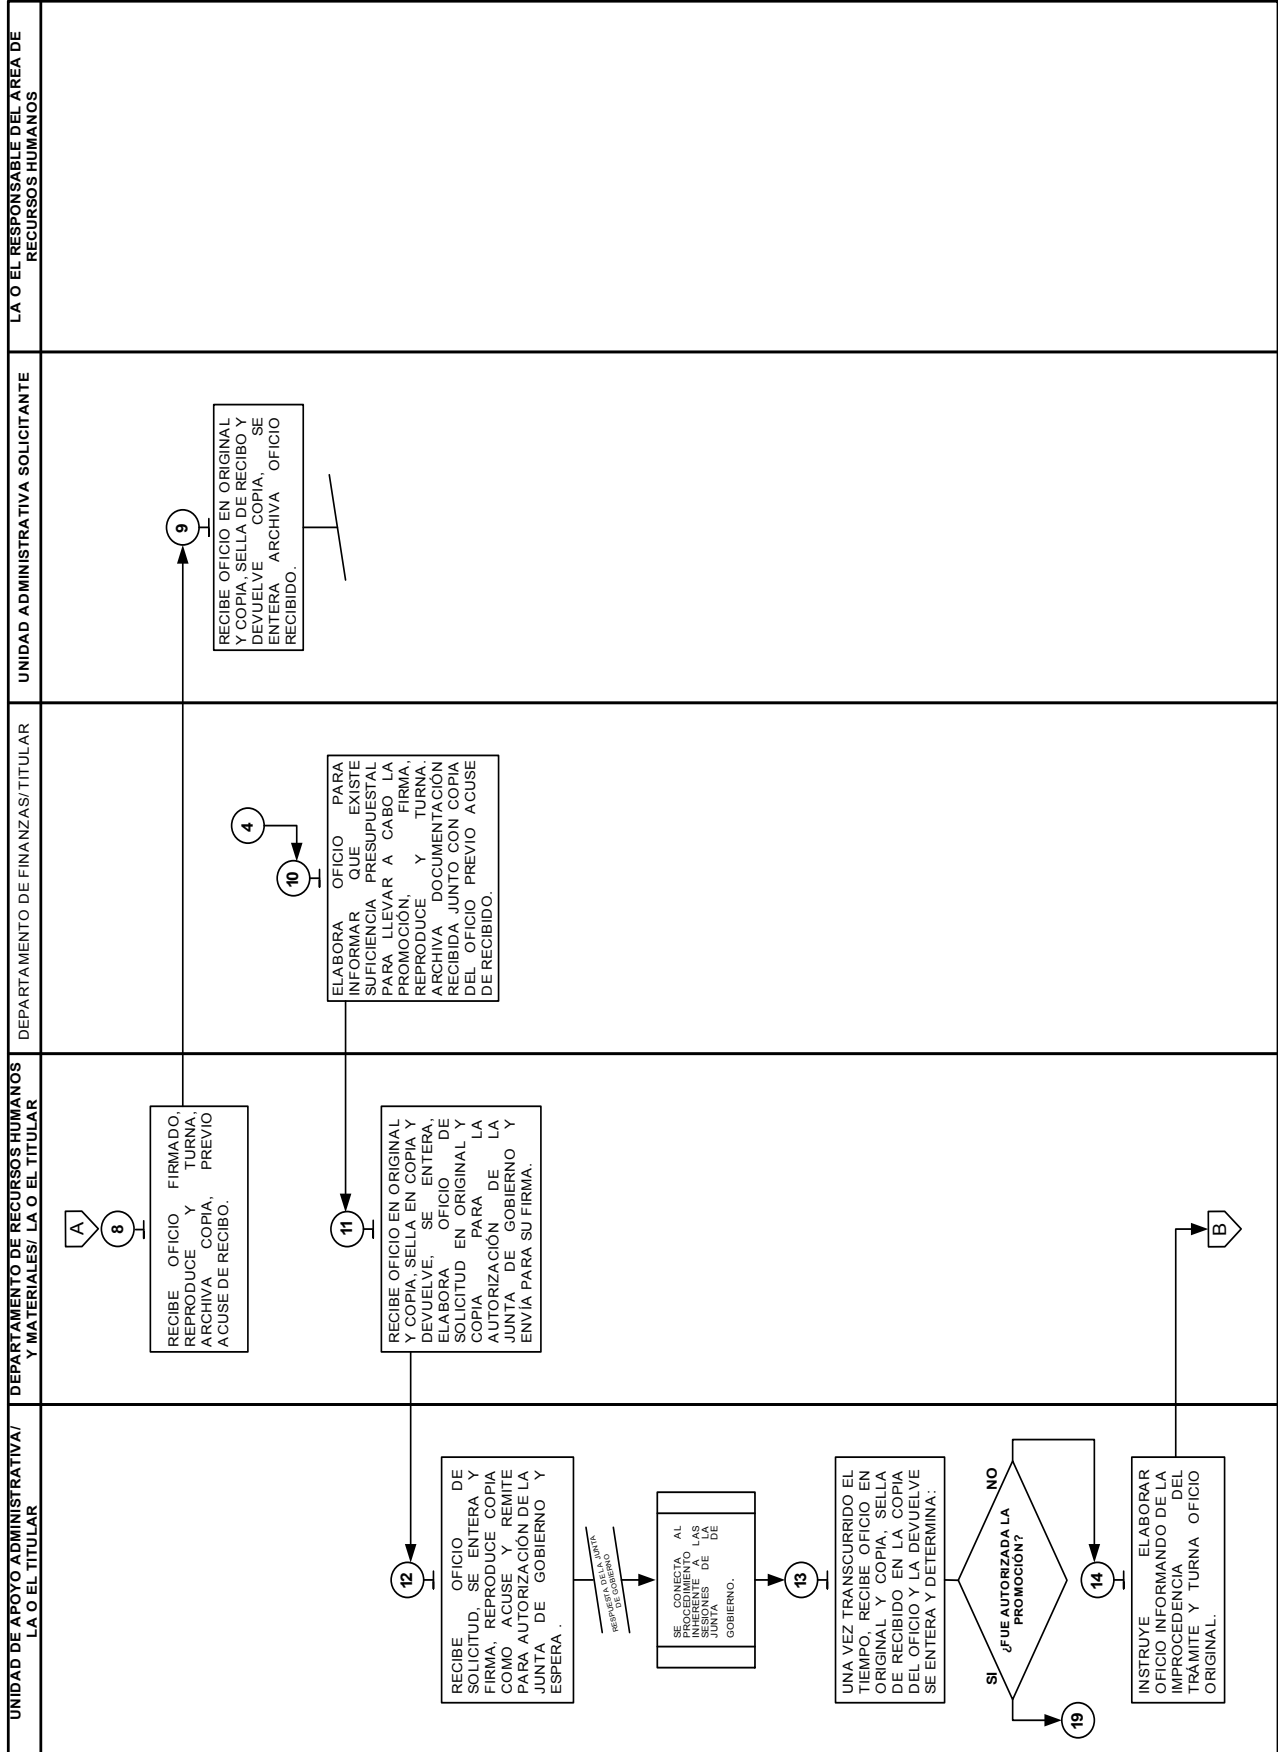 UNIDAD DE APOYO ADMINISTRATIVA/
LA O EL TITULAR
DEPARTAMENTO DE RECURSOS HUMANOS
Y MATERIALES/ LA O EL TITULAR
DEPARTAMENTO DE FINANZAS/TITULAR
UNIDAD ADMINISTRATIVA SOLICITANTE
LA O EL RESPONSABLE DEL AREA DE
RECURSOS HUMANOS
A
8
RECIBE OFICIO FIRMADO,
REPRODUCE Y TURNA,
ARCHIVA COPIA, PREVIO
ACUSE DE RECIBO.
9
RECIBE OFICIO EN ORIGINAL
Y COPIA, SELLA DE RECIBO Y
DEVUELVE COPIA, SE
ENTERA ARCHIVA OFICIO
RECIBIDO.
4
10
ELABORA OFICIO PARA
INFORMAR QUE EXISTE
SUFICIENCIA PRESUPUESTAL
PARA LLEVAR A CABO LA
PROMOCIÓN, FIRMA,
REPRODUCE Y TURNA.
ARCHIVA DOCUMENTACIÓN
RECIBIDA JUNTO CON COPIA
DEL OFICIO PREVIO ACUSE
DE RECIBIDO.
11
RECIBE OFICIO EN ORIGINAL
Y COPIA, SELLA EN COPIA Y
DEVUELVE, SE ENTERA,
ELABORA OFICIO DE
SOLICITUD EN ORIGINAL Y
COPIA PARA LA
AUTORIZACIÓN DE LA
JUNTA DE GOBIERNO Y
ENVÍA PARA SU FIRMA.
12
RECIBE OFICIO DE
SOLICITUD, SE ENTERA Y
FIRMA, REPRODUCE COPIA
COMO ACUSE Y REMITE
PARA AUTORIZACIÓN DE LA
JUNTA DE GOBIERNO Y
ESPERA .
RESPUESTA DE LA JUNTA
DE GOBIERNO
SE CONECTA AL
PROCEDIMIENTO
INHERENTE A LAS
SESIONES DE LA
JUNTA DE
GOBIERNO.
13
UNA VEZ TRANSCURRIDO EL
TIEMPO, RECIBE OFICIO EN
ORIGINAL Y COPIA, SELLA
DE RECIBIDO EN LA COPIA
DEL OFICIO Y LA DEVUELVE
SE ENTERA Y DETERMINA:
SI
¿FUE AUTORIZADA LA
PROMOCIÓN?
NO
19
14
INSTRUYE ELABORAR
OFICIO INFORMANDO DE LA
IMPROCEDENCIA DEL
TRÁMITE Y TURNA OFICIO
ORIGINAL.
B